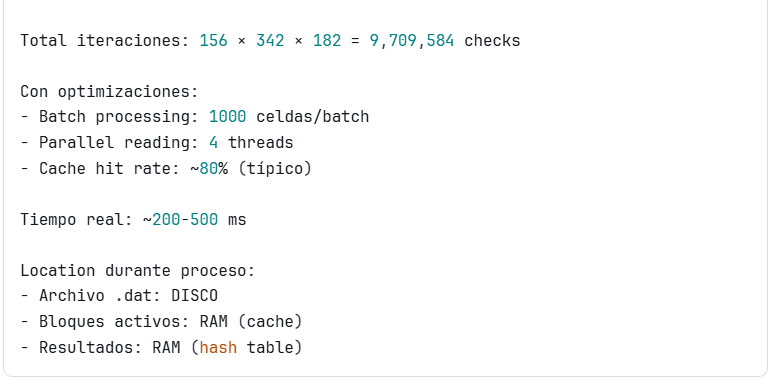 Total iteraciones: 156 × 342 × 182 = 9,709,584 checks
Con optimizaciones:
- Batch processing: 1000 celdas/batch
- Parallel reading: 4 threads
- Cache hit rate: ~80% (típico)
Tiempo real: ~200-500 ms
Location durante proceso:
- Archivo .dat: DISCO
- Bloques activos: RAM (cache)
- Resultados: RAM (hash table)